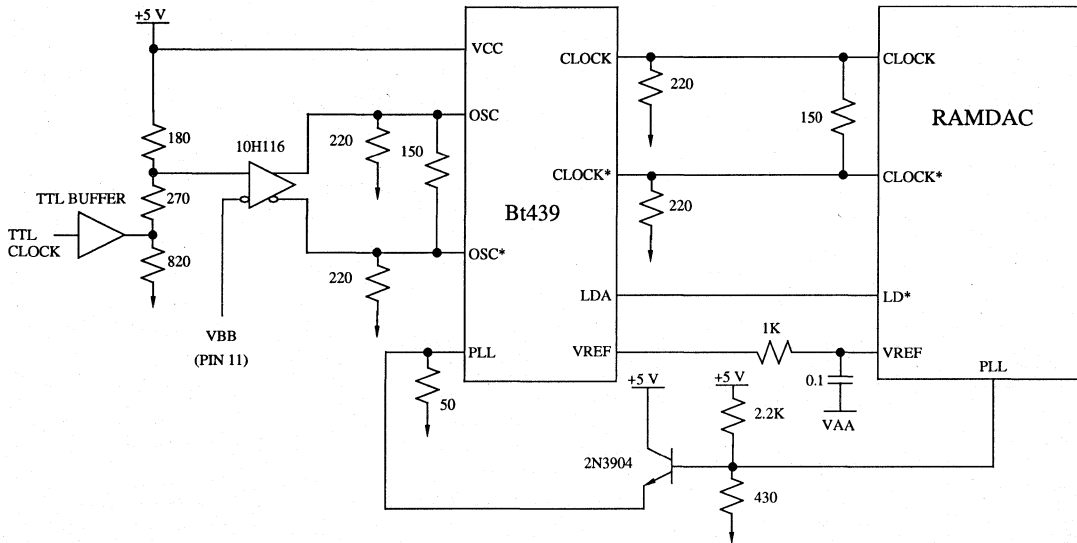 +5 V
VCC
CLOCK
CLOCK
220
OSC
180
10H116
220
150
150
RAMDAC
TTL BUFFER
270
CLOCK*
CLOCK*
Bt439
220
TTL
CLOCK
820
OSC*
220
LDA
LD*
VBB
(PIN 11)
1K
PLL
VREF
VREF
PLL
50
+5 V
+5 V
0.1
2.2K
VAA
2N3904
430